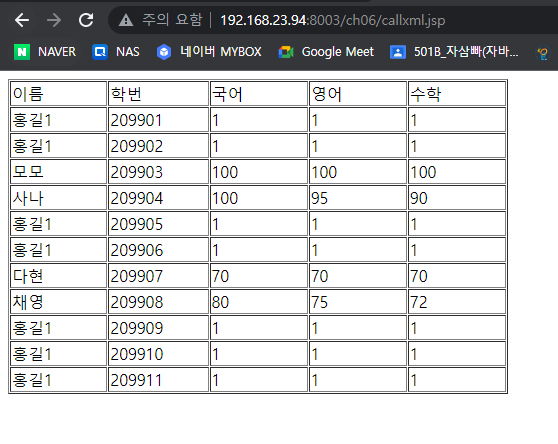 주의 요함 192.168.23.94:8003/ch06/callxml.jsp
NAVER NAS 네이버 MYBOX Google Meet 501B_자삼빠(자바...
이름 학번 국어 영어 수학
홍길1 209901 1 1 1
홍길1 209902 1 1 1
모모 209903 100 100 100
사나 209904 100 95 90
홍길1 209905 1 1 1
홍길1 209906 1 1 1
다현 209907 70 70 70
채영 209908 80 75 72
홍길1 209909 1 1 1
홍길1 209910 1 1 1
홍길1 209911 1 1 1